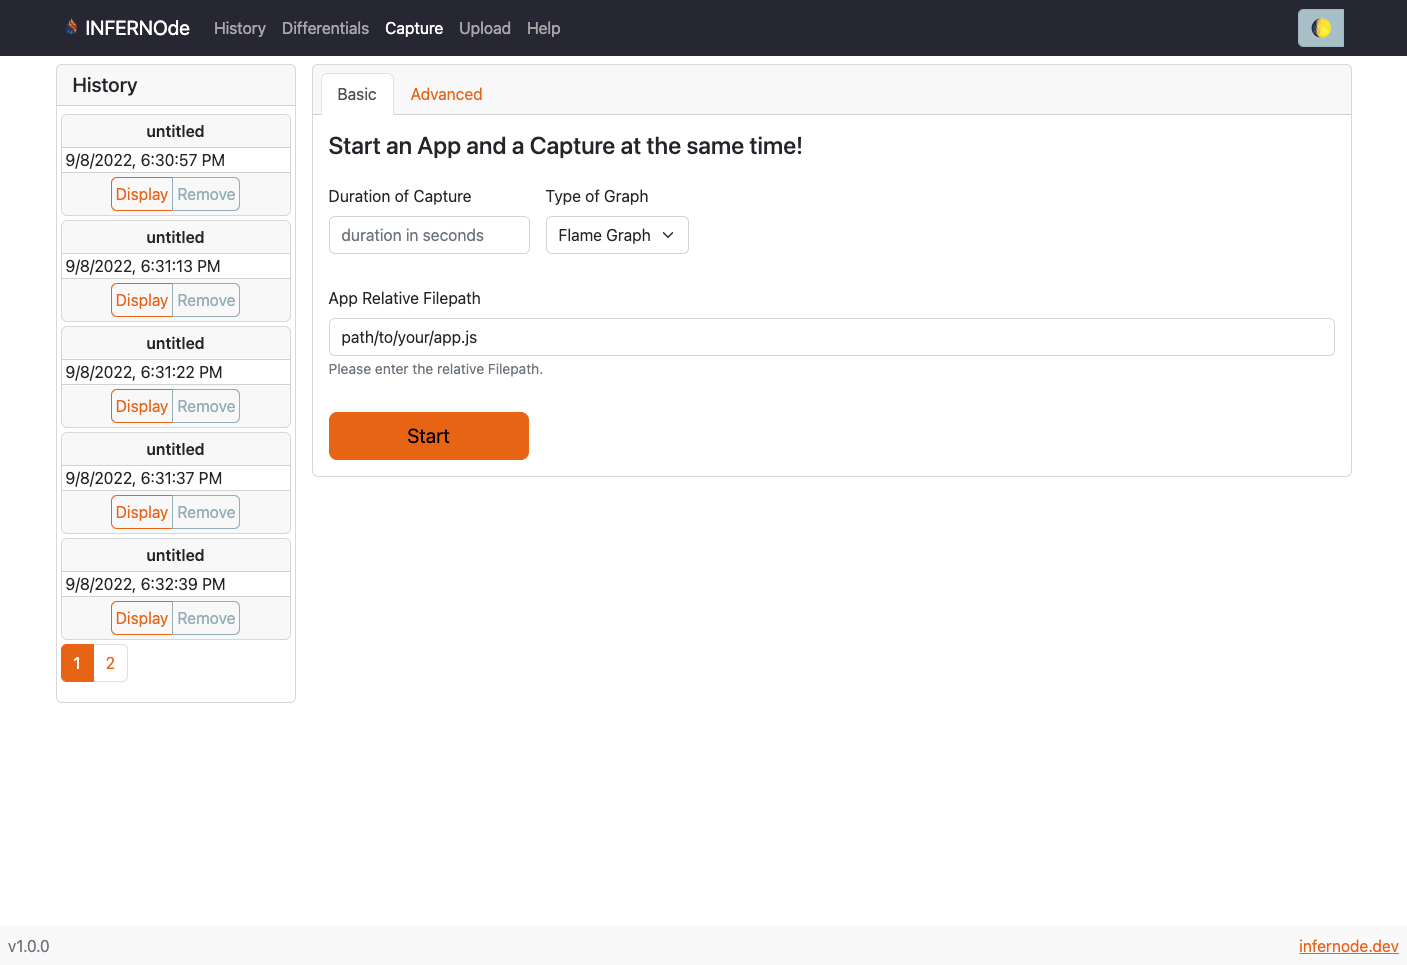 INFERNOde History Differentials Capture Upload Help
History
untitled
9/8/2022, 6:30:57 PM
Display Remove
untitled
9/8/2022, 6:31:13 PM
Display Remove
untitled
9/8/2022, 6:31:22 PM
Display Remove
untitled
9/8/2022, 6:31:37 PM
Display Remove
untitled
9/8/2022, 6:32:39 PM
Display Remove
1 2
Basic Advanced
Start an App and a Capture at the same time!
Duration of Capture Type of Graph
duration in seconds Flame Graph
App Relative Filepath
path/to/your/app.js
Please enter the relative Filepath.
Start
v1.0.0 infernode.dev